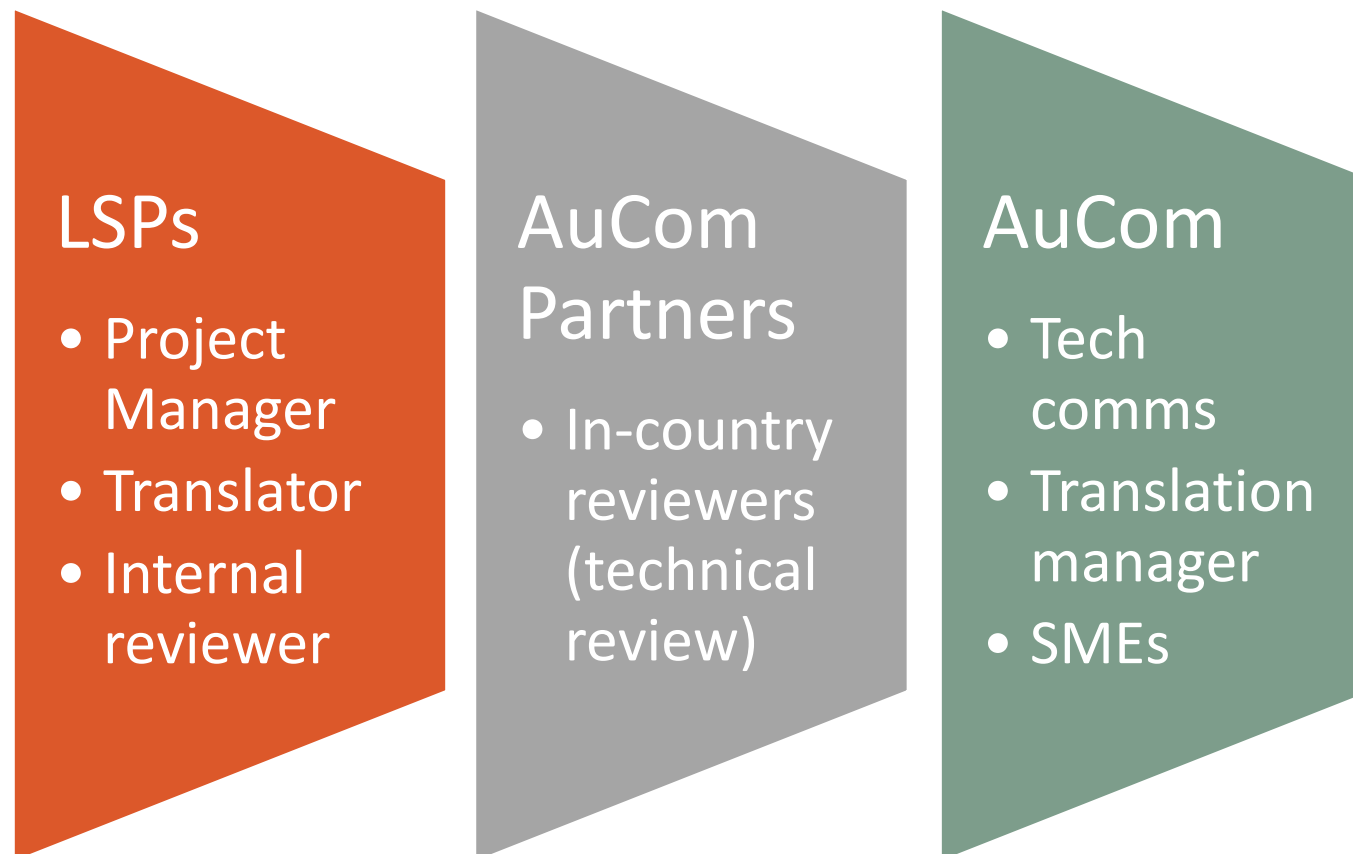 LSPs
• Project
Manager
• Translator
• Internal
reviewer
AuCom
Partners
• In-country
reviewers
(technical
review)
AuCom
• Tech
comms
• Translation
manager
• SMEs